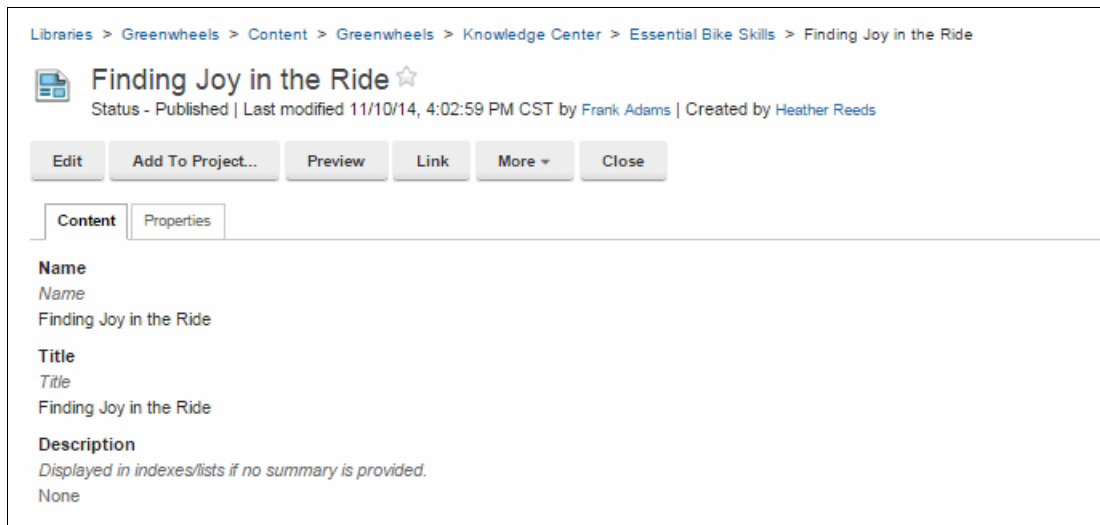 Libraries > Greenwheels > Content > Greenwheels > Knowledge Center > Essential Bike Skills > Finding Joy in the Ride
Finding Joy in the Ride
Status - Published | Last modified 11/10/14, 4:02:59 PM CST by Frank Adams | Created by Heather Reeds
Edit Add To Project... Preview Link More Close
Content Properties
Name
Name
Finding Joy in the Ride
Title
Title
Finding Joy in the Ride
Description
Displayed in indexes/lists if no summary is provided.
None